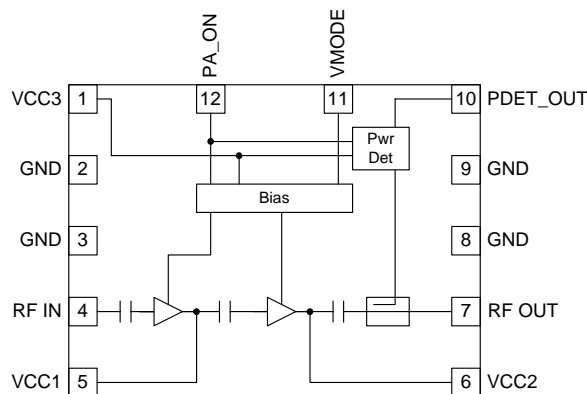 PA_ON
VMODE
VCC3 1 12 11 10 PDET_OUT
Pwr
Det
GND 2 9 GND
Bias
GND 3 8 GND
RF IN 4 7 RF OUT
VCC1 5 6 VCC2